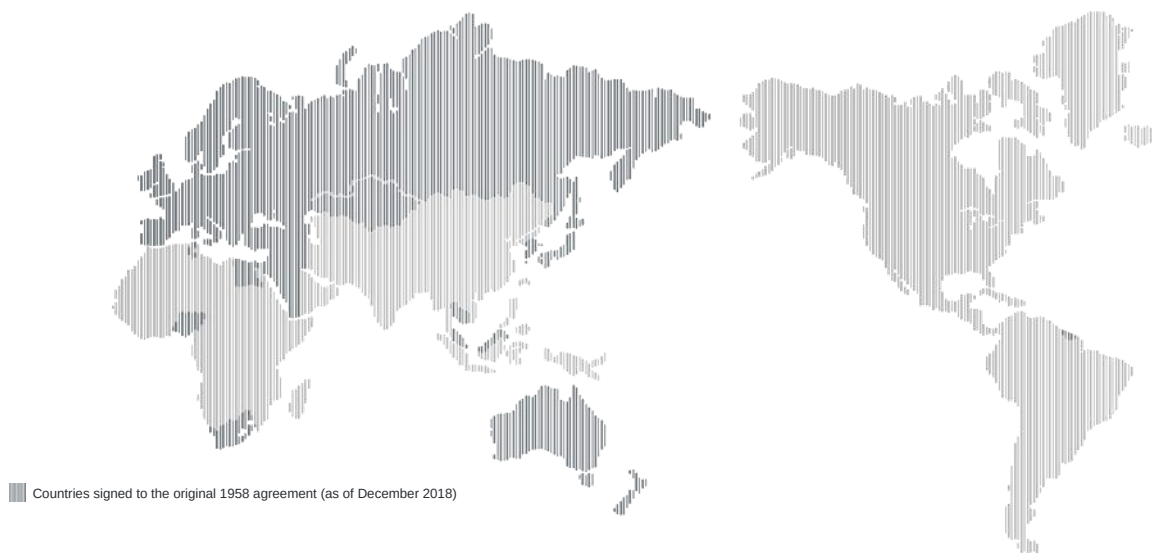 Countries signed to the original 1958 agreement (as of December 2018)